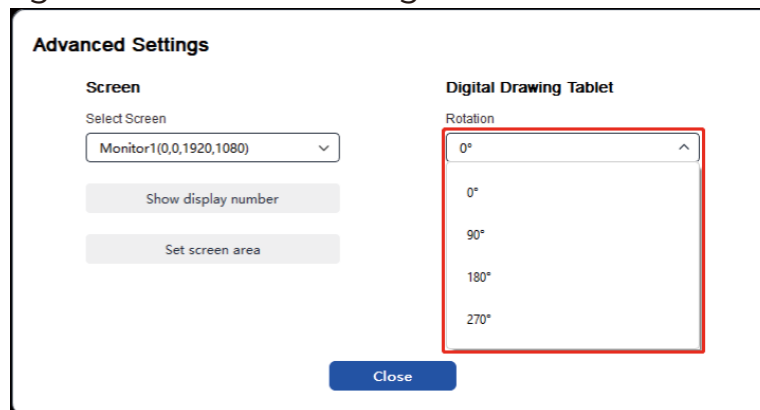 Advanced Settings
Screen
Select Screen
Monitor1(0,0,1920,1080)
Show display number
Set screen area
Digital Drawing Tablet
Rotation
0°
0°
90°
180°
270°
Close